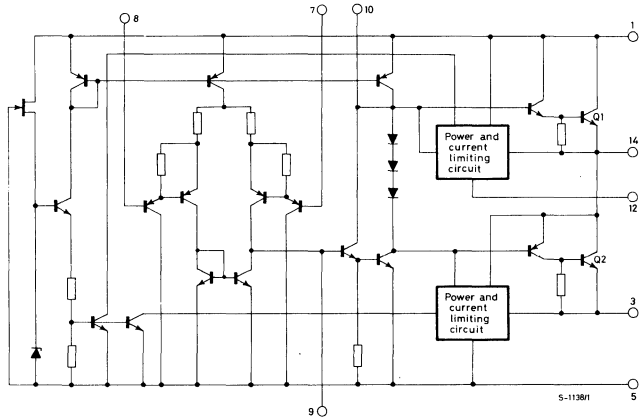 8
7
10
1
Q1
Power and
current
limiting
circuit
14
12
Q2
Power and
current
limiting
circuit
3
S-1138/1
9
5